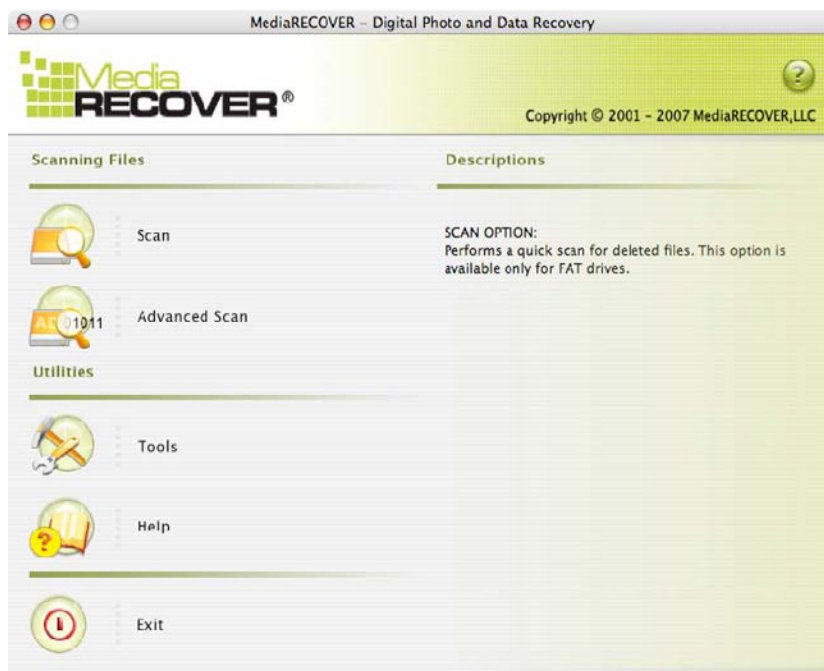 MediaRECOVER – Digital Photo and Data Recovery
Media
RECOVER®
?
Copyright © 2001 – 2007 MediaRECOVER,LLC
Scanning Files
Descriptions
Scan
SCAN OPTION:
Performs a quick scan for deleted files. This option is
available only for FAT drives.
1011
Advanced Scan
Utilities
Tools
?
Help
Exit